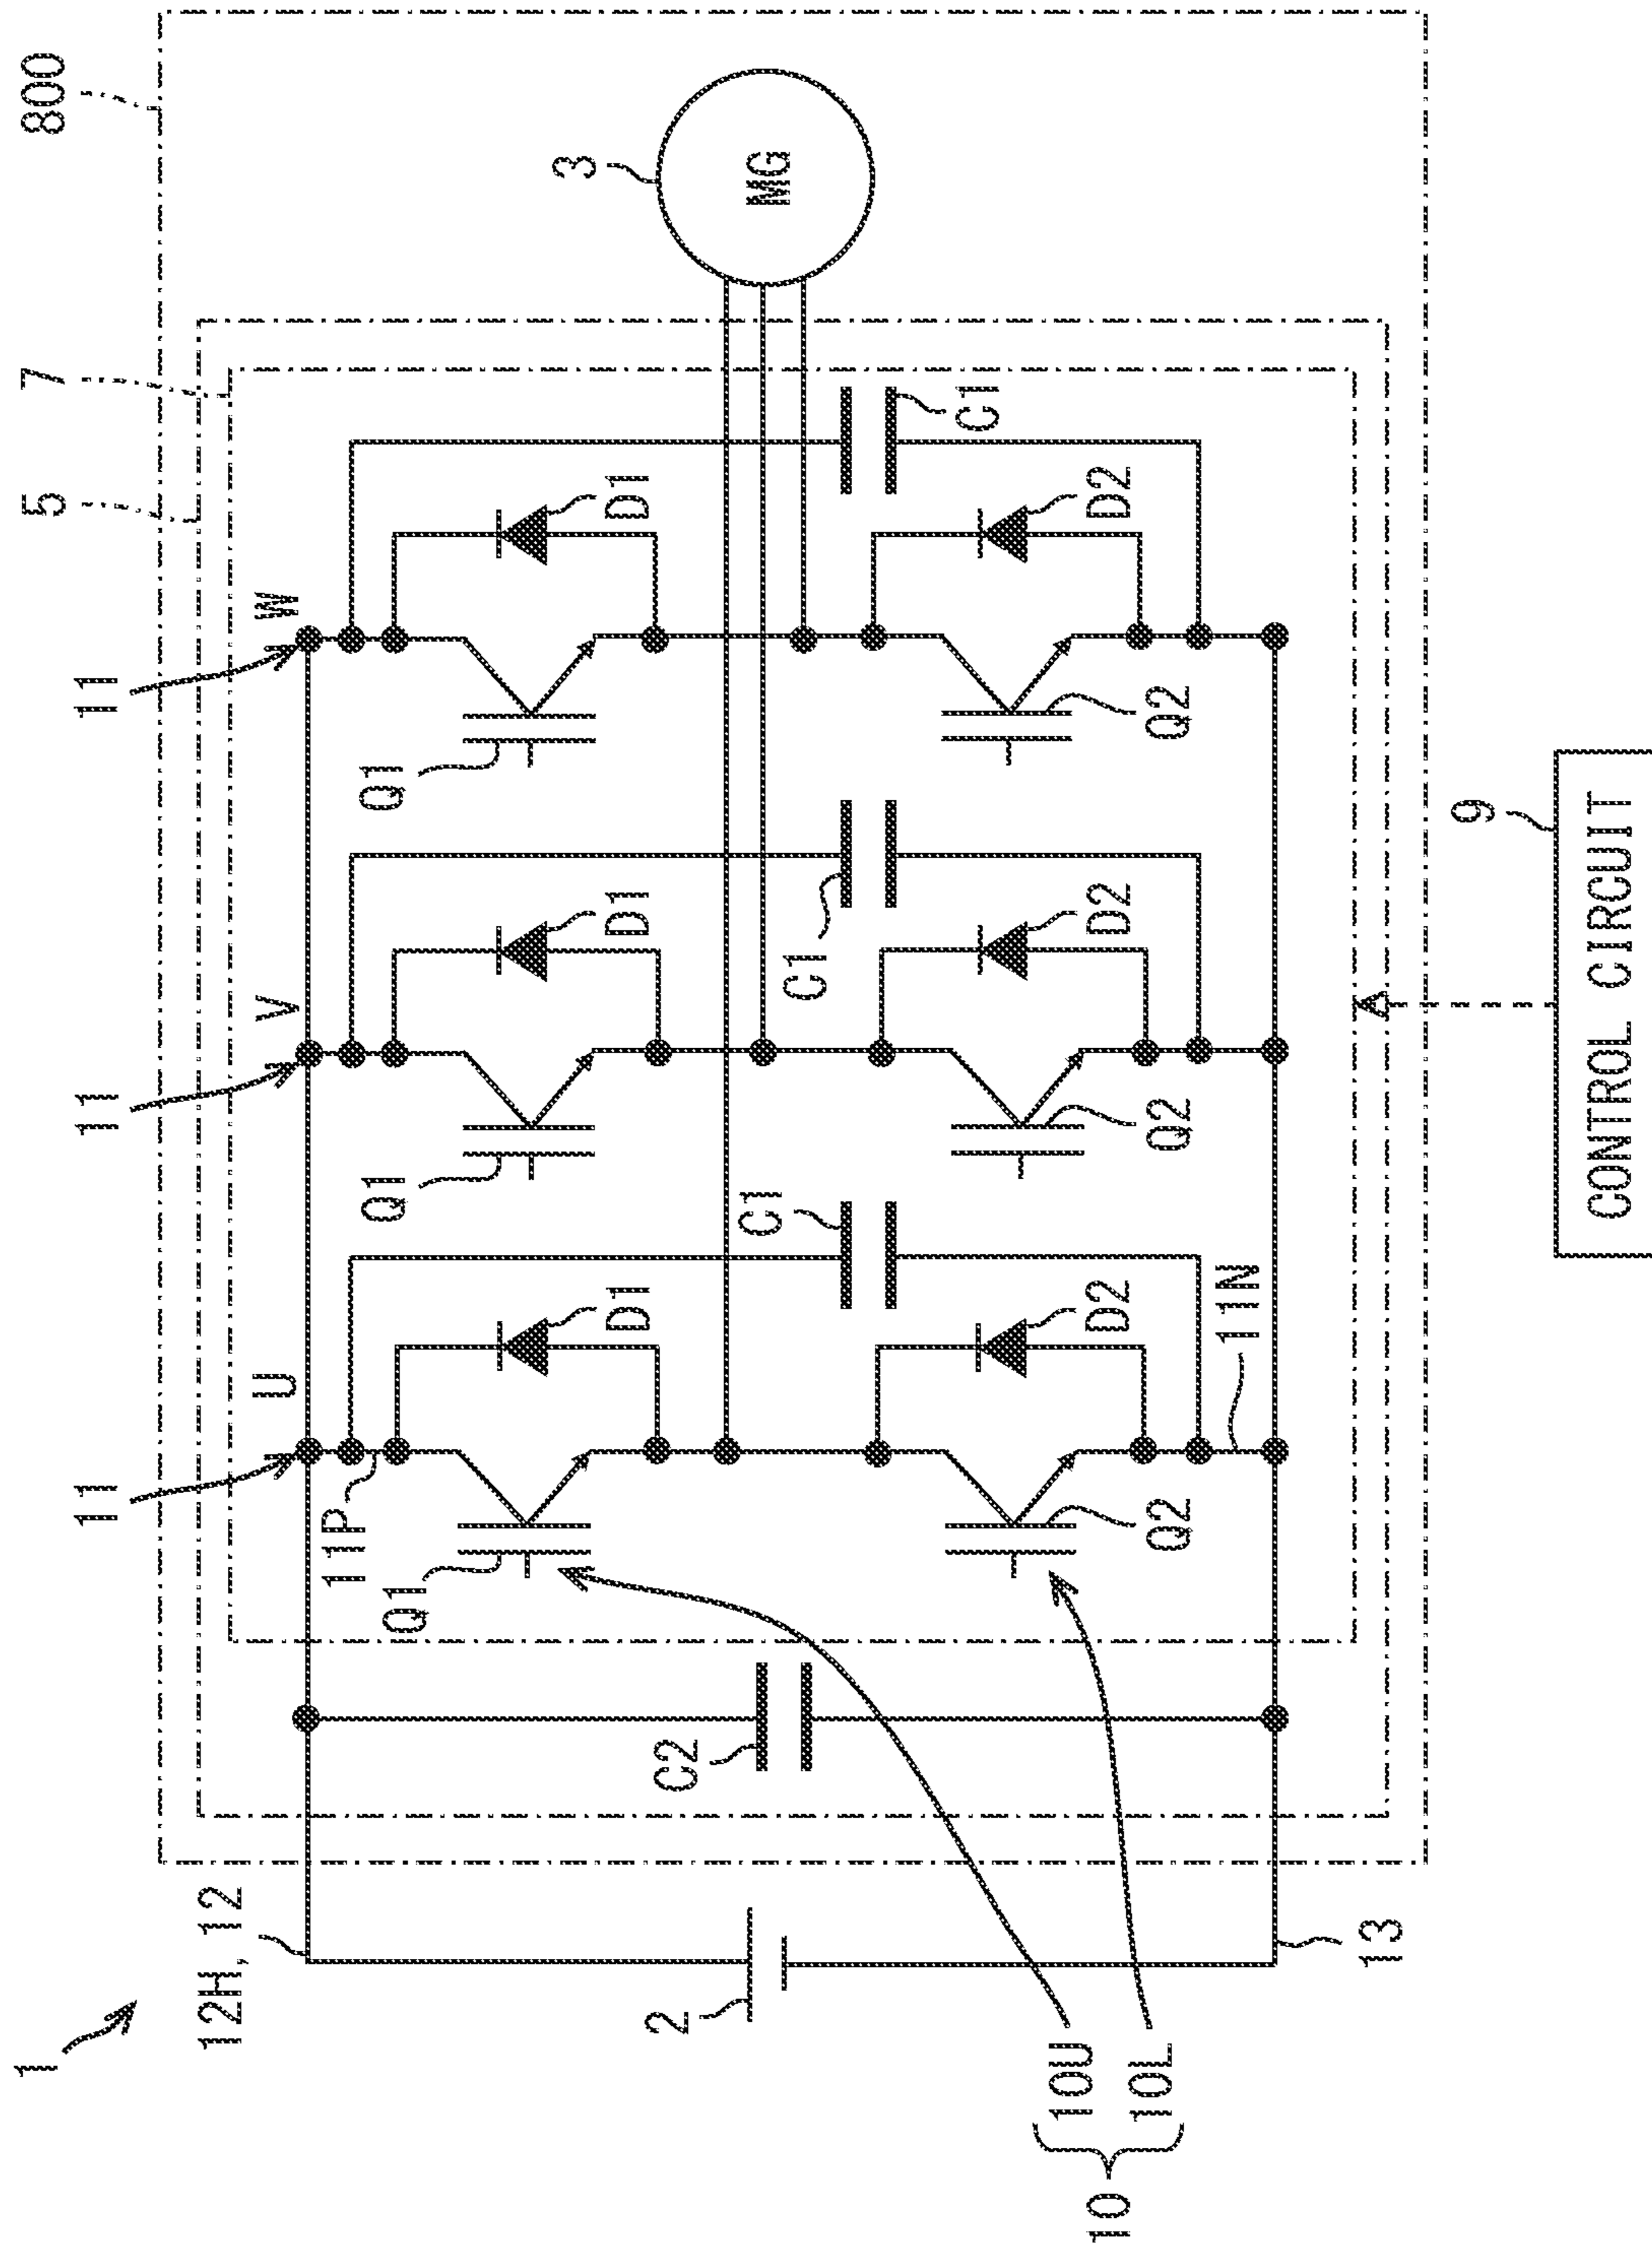 1
800
5
7
11
11
11
12H, 12
U
V
W
11P
Q1
Q1
Q1
D1
D1
D1
3
MG
2
C2
C1
C1
C1
D2
D2
D2
Q2
Q2
Q2
11N
10
10U
10L
13
9
CONTROL CIRCUIT